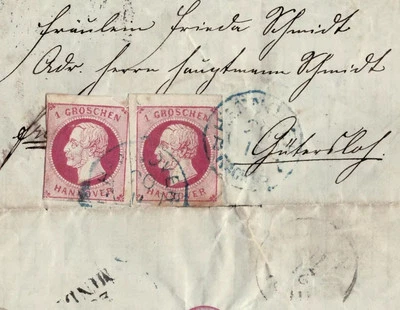 Fräulein Frieda Schmidt
Adr. Herrn Hauptmann Schmidt
Gütersloh.
1 GROSCHEN
HANNOVER
1 GROSCHEN
HANNOVER